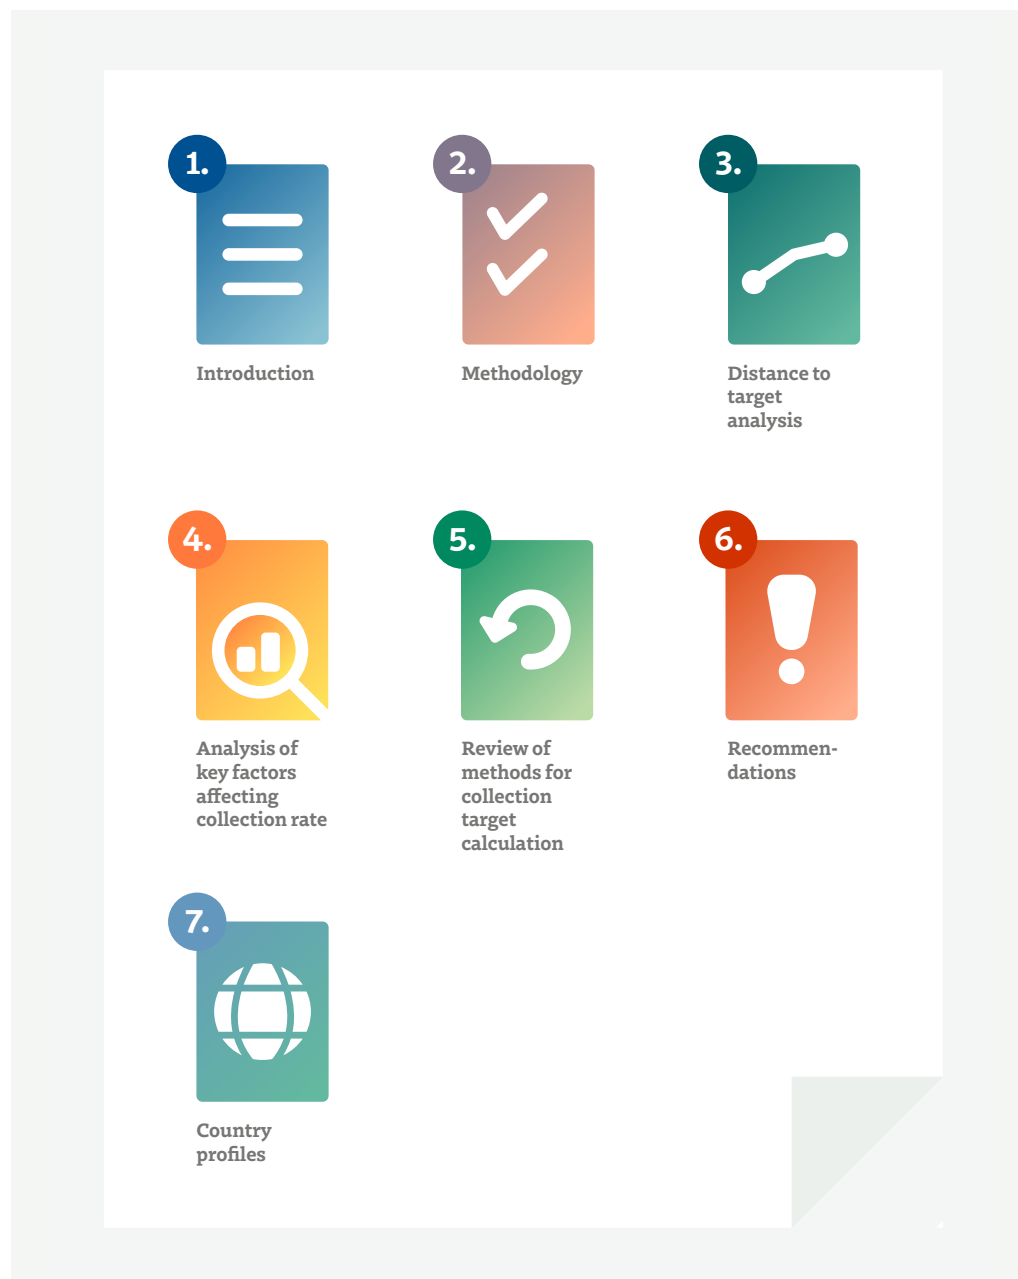 1.
Introduction
2.
Methodology
3.
Distance to
target
analysis
4.
Analysis of
key factors
affecting
collection rate
5.
Review of
methods for
collection
target
calculation
6.
Recommen-
dations
7.
Country
profiles